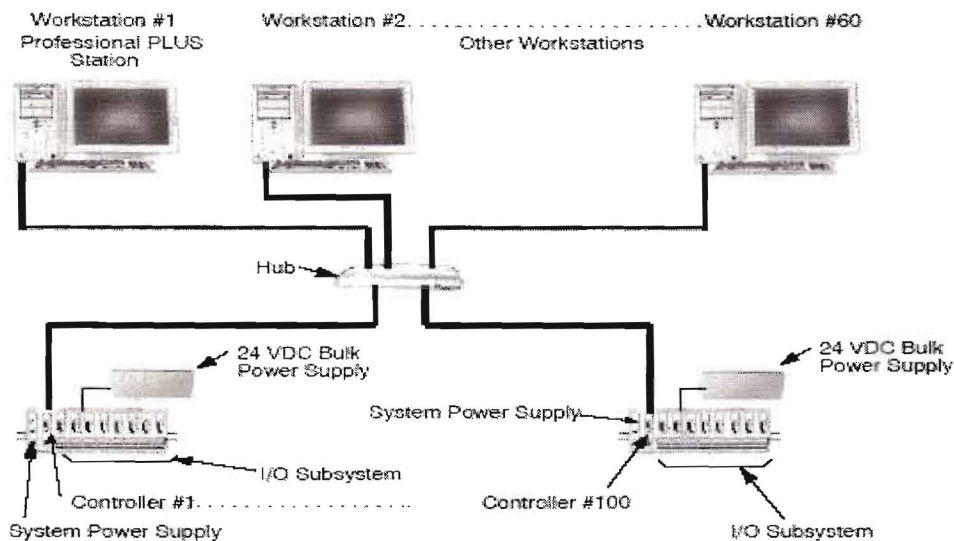 Workstation #1
Professional PLUS
Station
Workstation #2
Other Workstations
Workstation #60
Hub
24 VDC Bulk
Power Supply
24 VDC Bulk
Power Supply
System Power Supply
I/O Subsystem
Controller #1
Controller #100
System Power Supply
I/O Subsystem